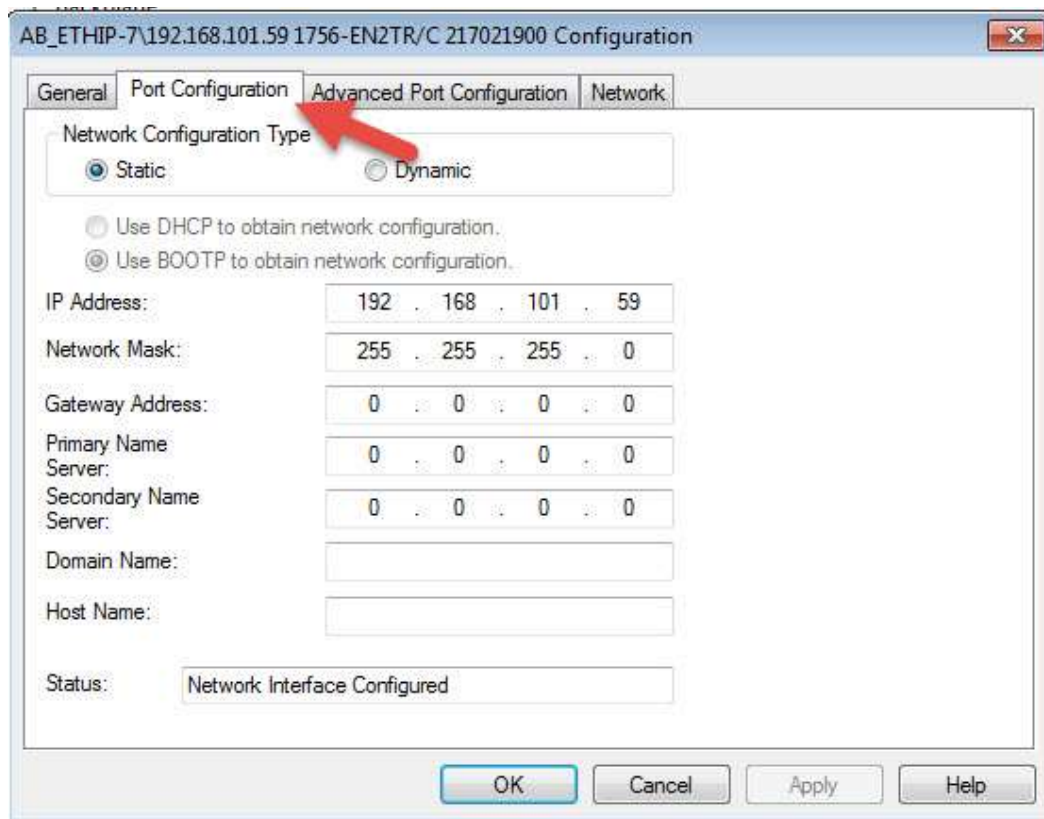 AB_ETHIP-7\192.168.101.59 1756-EN2TR/C 217021900 Configuration
General Port Configuration Advanced Port Configuration Network
Network Configuration Type
Static Dynamic
Use DHCP to obtain network configuration.
Use BOOTP to obtain network configuration.
IP Address: 192 . 168 . 101 . 59
Network Mask: 255 . 255 . 255 . 0
Gateway Address: 0 . 0 . 0 . 0
Primary Name
Server: 0 . 0 . 0 . 0
Secondary Name
Server: 0 . 0 . 0 . 0
Domain Name:
Host Name:
Status: Network Interface Configured
OK Cancel Apply Help